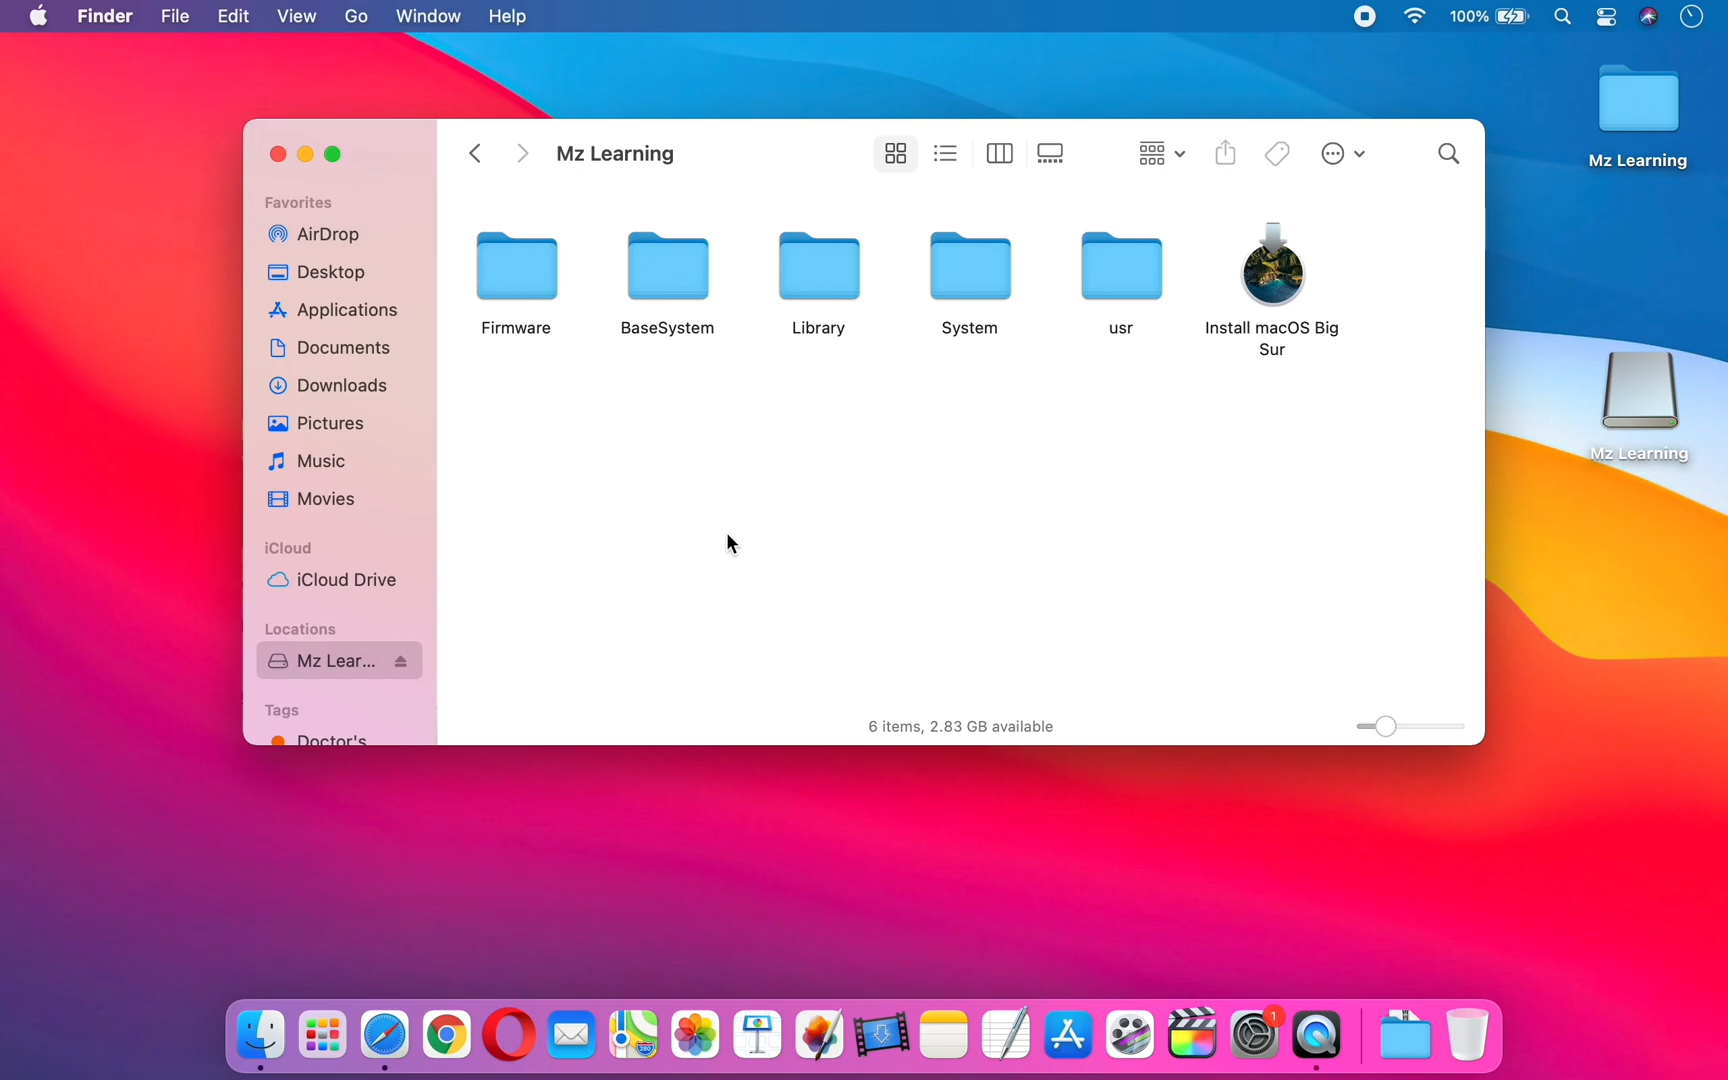 Finder File Edit View Go Window Help 100%
Mz Learning
Mz Learning
Favorites
AirDrop
Desktop
Applications
Documents
Downloads
Pictures
Music
Movies
iCloud
iCloud Drive
Locations
Mz Lear...
Tags
Doctor's
Firmware BaseSystem Library System usr Install macOS Big
Sur
6 items, 2.83 GB available
Mz Learning
280
1